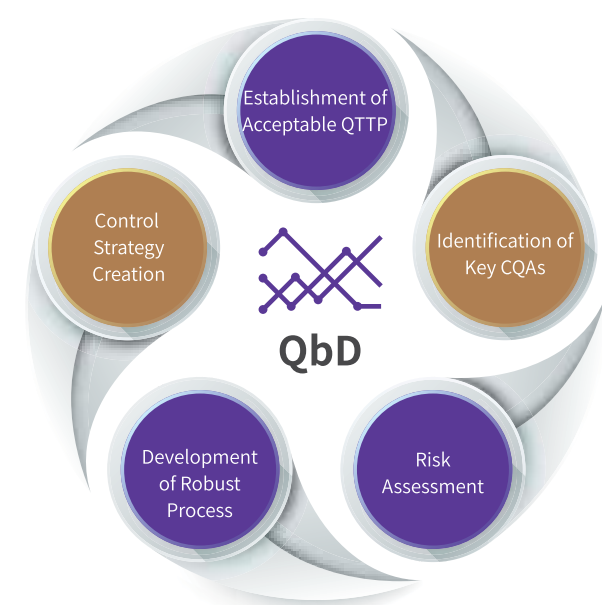 Establishment of
Acceptable QTTP
Identification of
Key CQAs
Risk
Assessment
Development
of Robust
Process
Control
Strategy
Creation
QbD